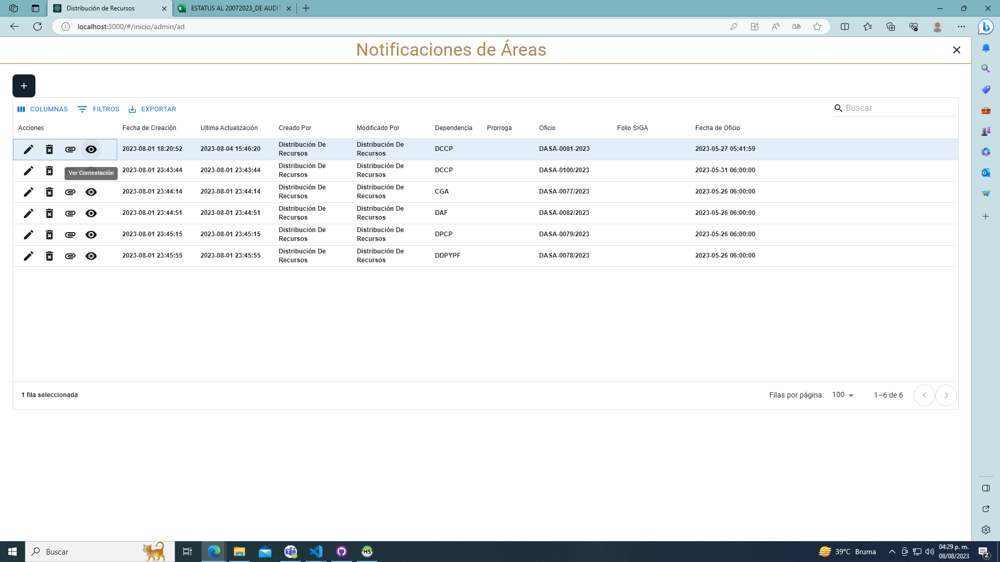 Distribución de Recursos
ESTATUS AL 20072023_DE AUDIT
localhost:3000/#/inicio/admin/ad
Notificaciones de Áreas
COLUMNAS FILTROS EXPORTAR
Buscar
Acciones Fecha de Creación Ultima Actualización Creado Por Modificado Por Dependencia Prorroga Oficio Folio SIGA Fecha de Oficio
2023-08-01 18:20:52 2023-08-04 15:46:20 Distribución De Recursos Distribución De Recursos DCCP DASA-0081-2023 2023-05-27 05:41:59
Ver Contestación
2023-08-01 23:43:44 2023-08-01 23:43:44 Distribución De Recursos Distribución De Recursos DCCP DASA-0100/2023 2023-05-31 06:00:00
2023-08-01 23:44:14 2023-08-01 23:44:14 Distribución De Recursos Distribución De Recursos CGA DASA-0077/2023 2023-05-26 06:00:00
2023-08-01 23:44:51 2023-08-01 23:44:51 Distribución De Recursos Distribución De Recursos DAF DASA-0082/2023 2023-05-26 06:00:00
2023-08-01 23:45:15 2023-08-01 23:45:15 Distribución De Recursos Distribución De Recursos DPCP DASA-0079/2023 2023-05-26 06:00:00
2023-08-01 23:45:55 2023-08-01 23:45:55 Distribución De Recursos Distribución De Recursos DDPYPF DASA-0078/2023 2023-05-26 06:00:00
1 fila seleccionada
Filas por página: 100 1–6 de 6
Buscar
HS
39°C Bruma
04:29 p. m.
08/08/2023
2